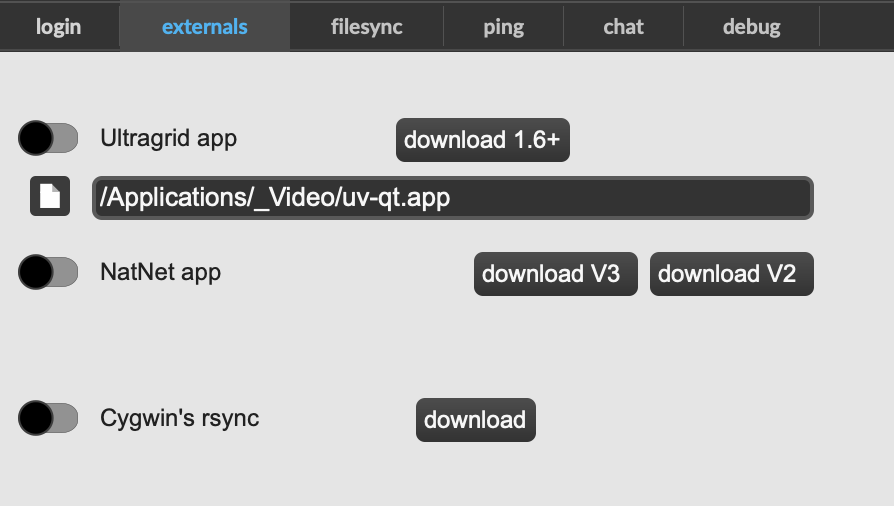 login externals filesync ping chat debug
Ultragrid app download 1.6+
/Applications/_Video/uv-qt.app
NatNet app download V3 download V2
Cygwin's rsync download